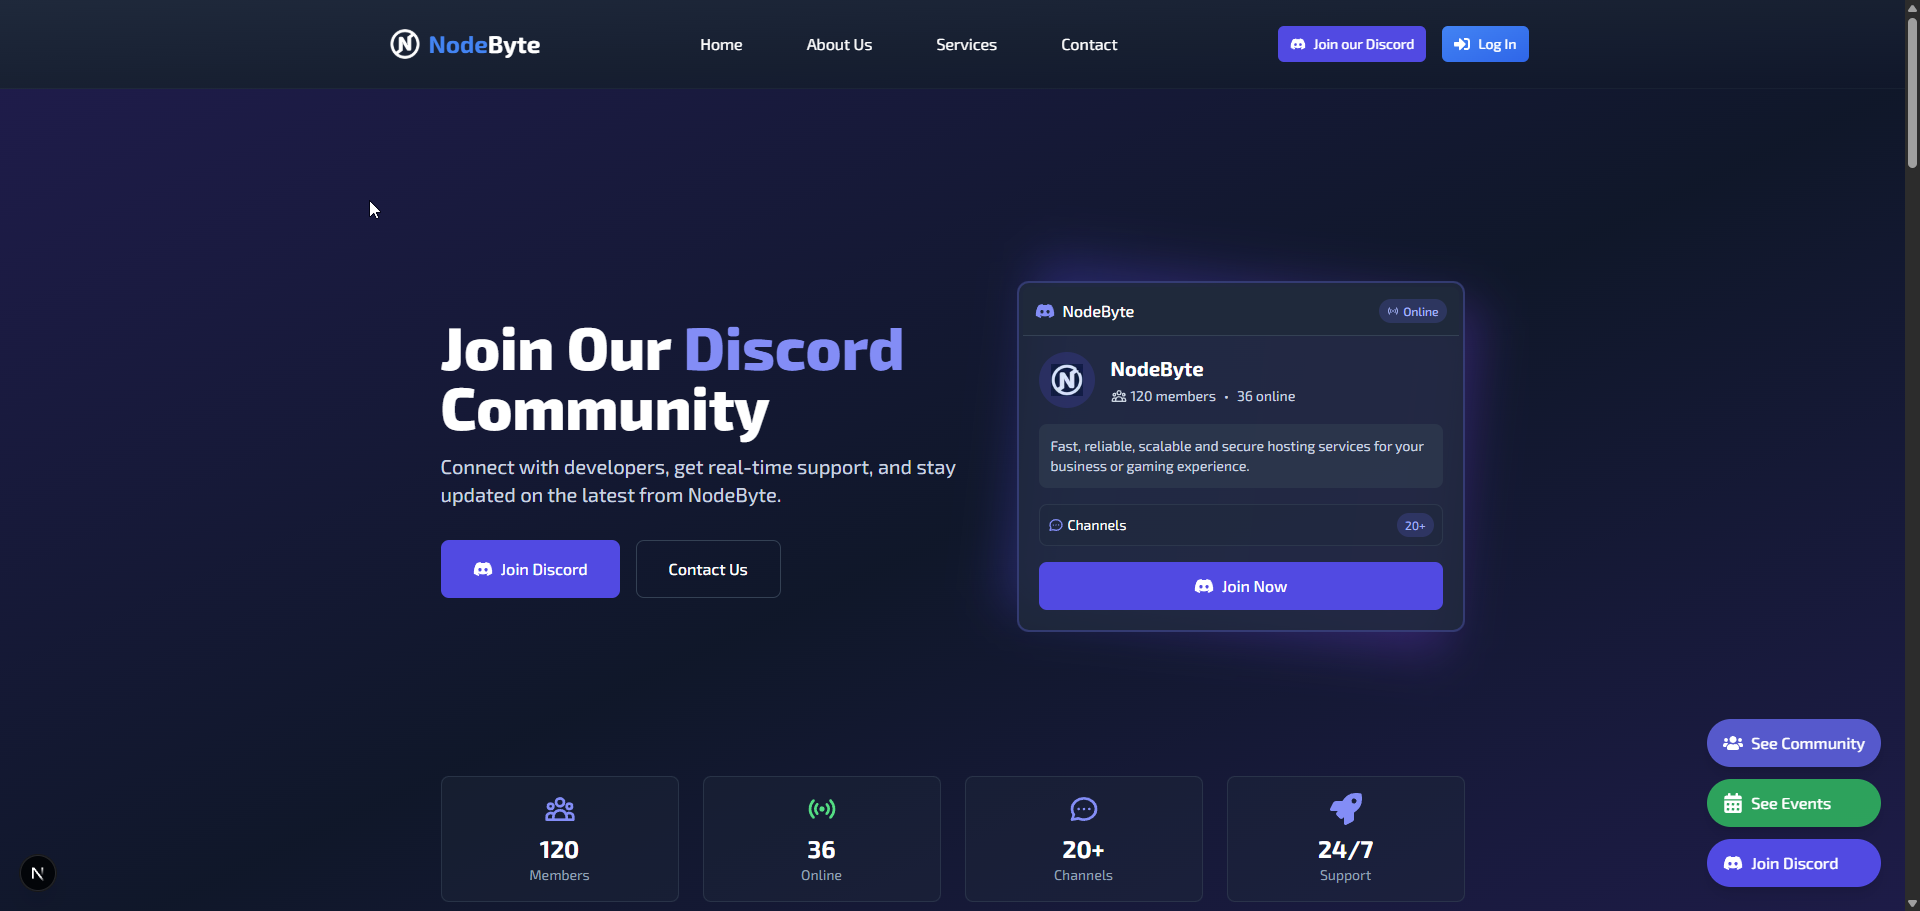 NodeByte
Home
About Us
Services
Contact
Join our Discord
Log In
Join Our Discord
Community
Connect with developers, get real-time support, and stay
updated on the latest from NodeByte.
Join Discord
Contact Us
NodeByte
Online
NodeByte
120 members • 36 online
Fast, reliable, scalable and secure hosting services for your
business or gaming experience.
Channels
20+
Join Now
120
Members
36
Online
20+
Channels
24/7
Support
See Community
See Events
Join Discord
N